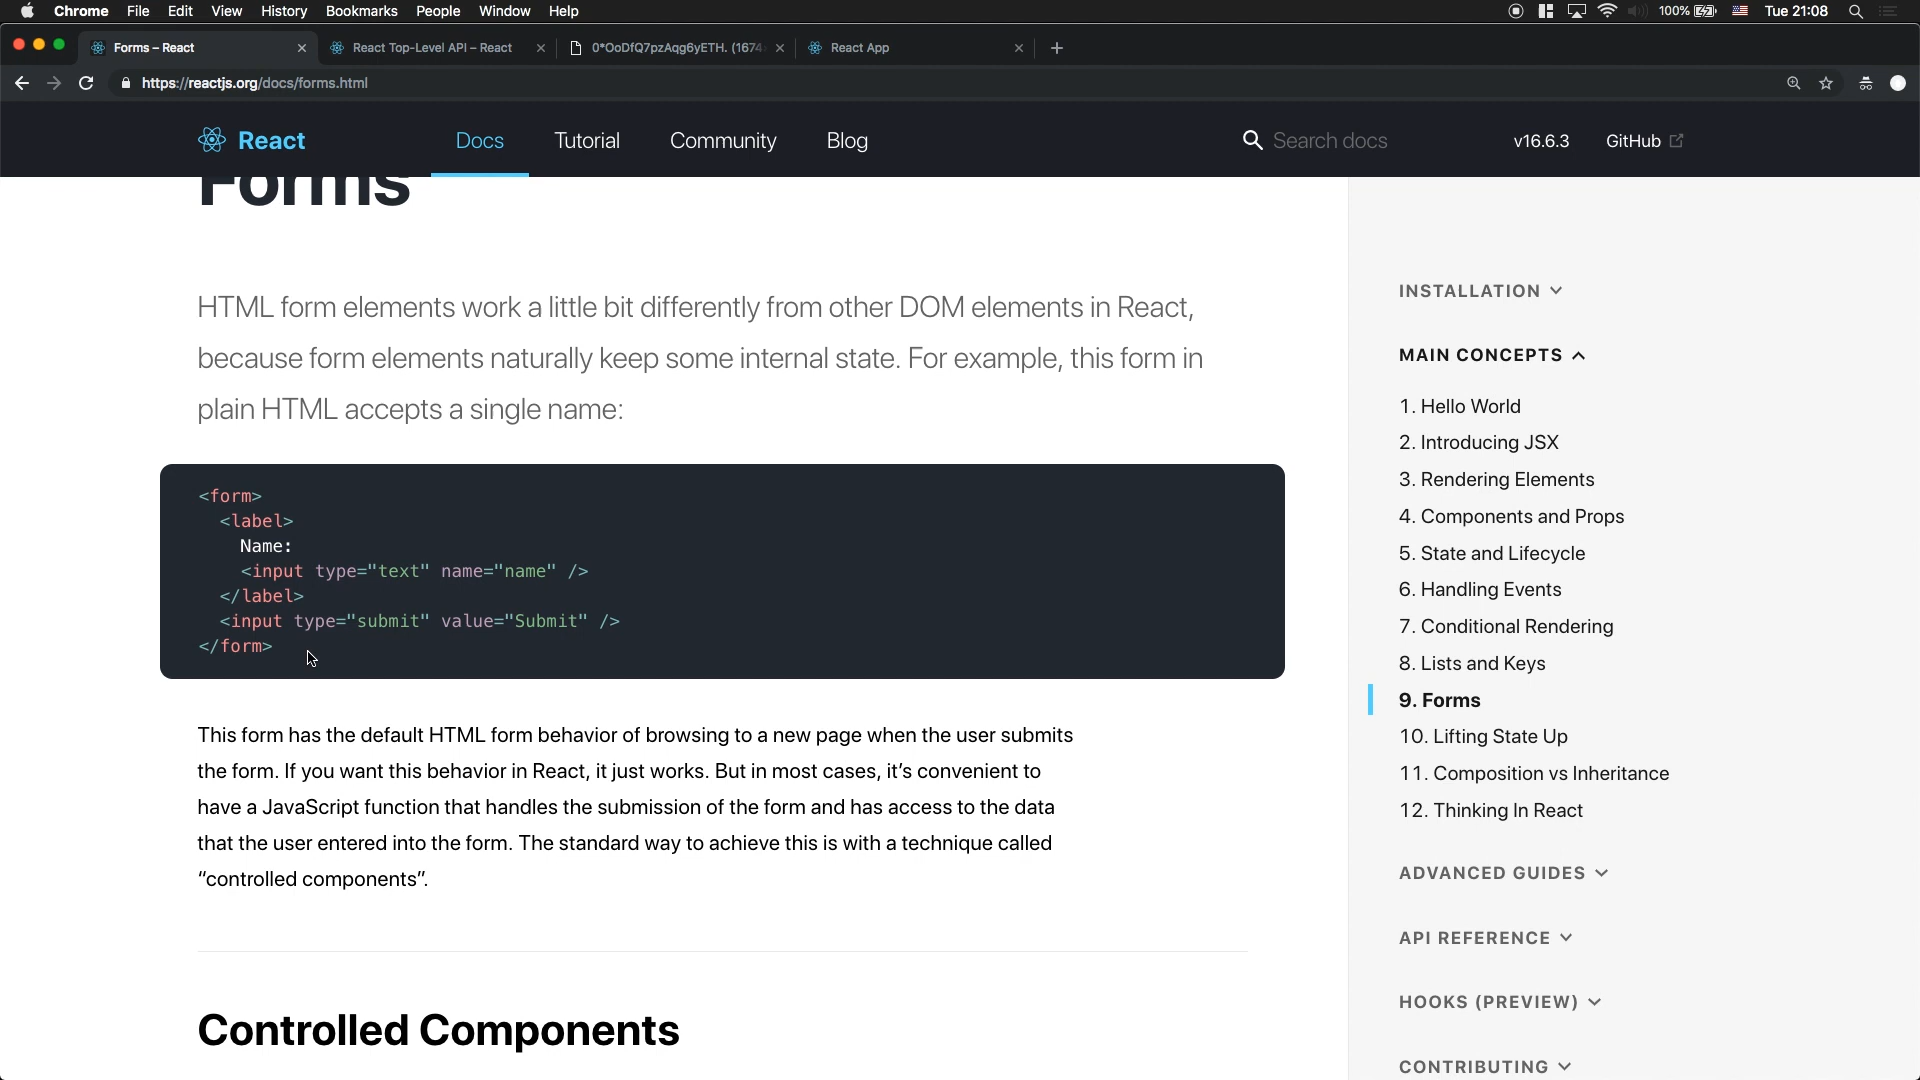 Chrome File Edit View History Bookmarks People Window Help 100% Tue 21:08
Forms – React
React Top-Level API – React
0*OoDfQ7pzAqg6yETH. (1674
React App
https://reactjs.org/docs/forms.html
React Docs Tutorial Community Blog Search docs v16.6.3 GitHub
Forms
HTML form elements work a little bit differently from other DOM elements in React,
because form elements naturally keep some internal state. For example, this form in
plain HTML accepts a single name:
<form>
<label>
Name:
<input type="text" name="name" />
</label>
<input type="submit" value="Submit" />
</form>
This form has the default HTML form behavior of browsing to a new page when the user submits
the form. If you want this behavior in React, it just works. But in most cases, it’s convenient to
have a JavaScript function that handles the submission of the form and has access to the data
that the user entered into the form. The standard way to achieve this is with a technique called
“controlled components”.
Controlled Components
INSTALLATION
MAIN CONCEPTS
1. Hello World
2. Introducing JSX
3. Rendering Elements
4. Components and Props
5. State and Lifecycle
6. Handling Events
7. Conditional Rendering
8. Lists and Keys
9. Forms
10. Lifting State Up
11. Composition vs Inheritance
12. Thinking In React
ADVANCED GUIDES
API REFERENCE
HOOKS (PREVIEW)
CONTRIBUTING